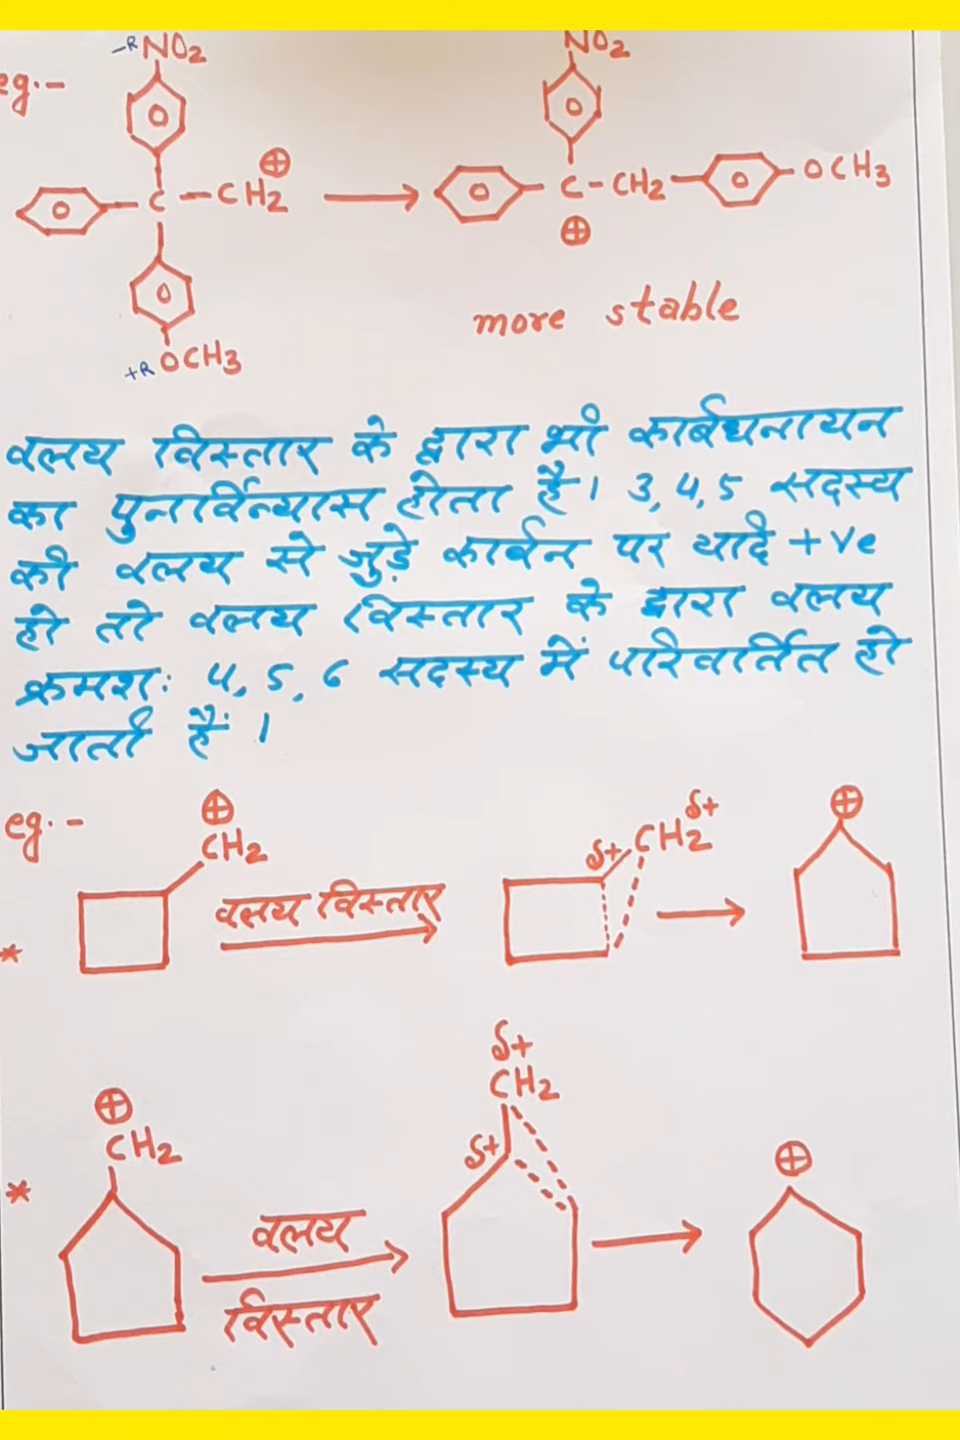 -R NO2
NO2
eg.-
⊕
C -CH2
C-CH2 OCH3
⊕
more stable
+R OCH3
वलय विस्तार के द्वारा भी कार्बधनायन
का पुनर्विन्यास होता है। 3,4,5 सदस्य
की वलय से जुड़े कार्बन पर यदि +ve
हो तो वलय विस्तार के द्वारा वलय
क्रमश: 4,5,6 सदस्य में परिवर्तित हो
जाती हैं।
eg.-
⊕
CH2
वलय विस्तार
δ+ CH2 δ+
⊕
*
δ+
CH2
δ+
⊕
CH2
*
वलय
विस्तार
⊕